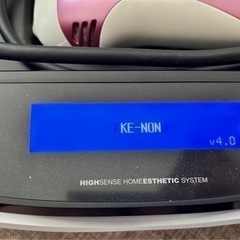 KE-NON
v4.0
HIGHSENSE HOMEESTHETIC SYSTEM